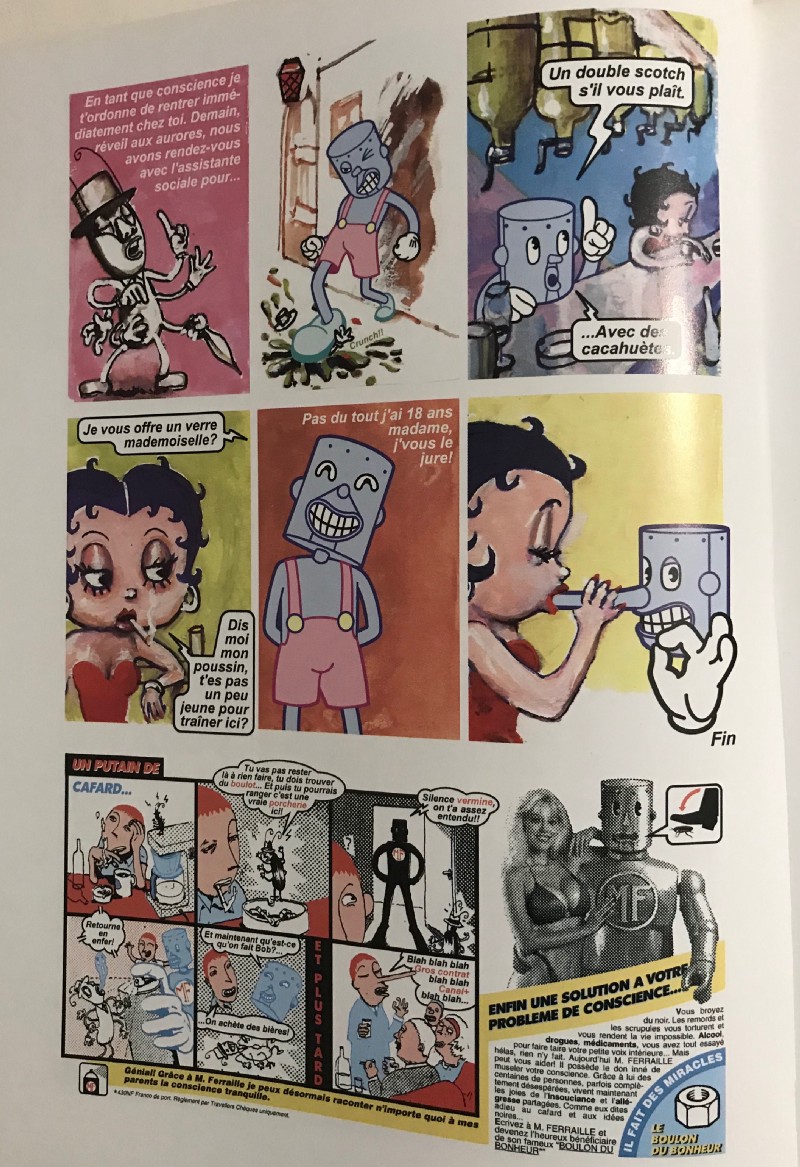 En tant que conscience je
t'ordonne de rentrer immé-
diatement chez toi. Demain,
réveil aux aurores, nous
avons rendez-vous
avec l'assistante
sociale pour...
Crunch!!
Un double scotch
s'il vous plaît.
...Avec des
cacahuètes
Je vous offre un verre
mademoiselle?
Dis
moi
mon
poussin,
t'es pas
un peu
jeune pour
traîner ici?
Pas du tout j'ai 18 ans
madame,
j'vous le
jure!
Fin
UN PUTAIN DE
CAFARD...
Tu vas pas rester
là à rien faire, tu dois trouver
du boulot... Et puis tu pourrais
ranger c'est une
vraie porcherie
ici!
Silence vermine,
on t'a assez
entendu!!
MF
Retourne
en
enfer!
MF
Et maintenant qu'est-ce
qu'on fait Bob?...
...On achète des bières!
ET PLUS TARD
Blah blah blah
Gros contrat
blah blah
Canal+
blah blah...
Génial! Grâce à M. Ferraille je peux désormais raconter n'importe quoi à mes
parents la conscience tranquille.
France de port. Règlement par Travellers Chèques uniquement.
MF
ENFIN UNE SOLUTION A VOTRE
PROBLEME DE CONSCIENCE...
Vous broyez
du noir. Les remords et
les scrupules vous torturent et
vous rendent la vie impossible. Alcool,
drogues, médicaments, vous avez tout essayé
pour faire taire votre petite voix intérieure... Mais
hélas, rien n'y fait. Aujourd'hui M. FERRAILLE
peut vous aider! Il possède le don inné de
museler votre conscience. Grâce à lui des
centaines de personnes, parfois complè-
tement désespérées, vivent maintenant
les joies de l'insouciance et l'allé-
gresse partagées. Comme eux dites
adieu au cafard et aux idées
noires...
Ecrivez à M. FERRAILLE et
devenez l'heureux bénéficiaire
de son fameux "BOULON DU
BONHEUR"*
IL FAIT DES MIRACLES
LE
BOULON
DU BONHEUR